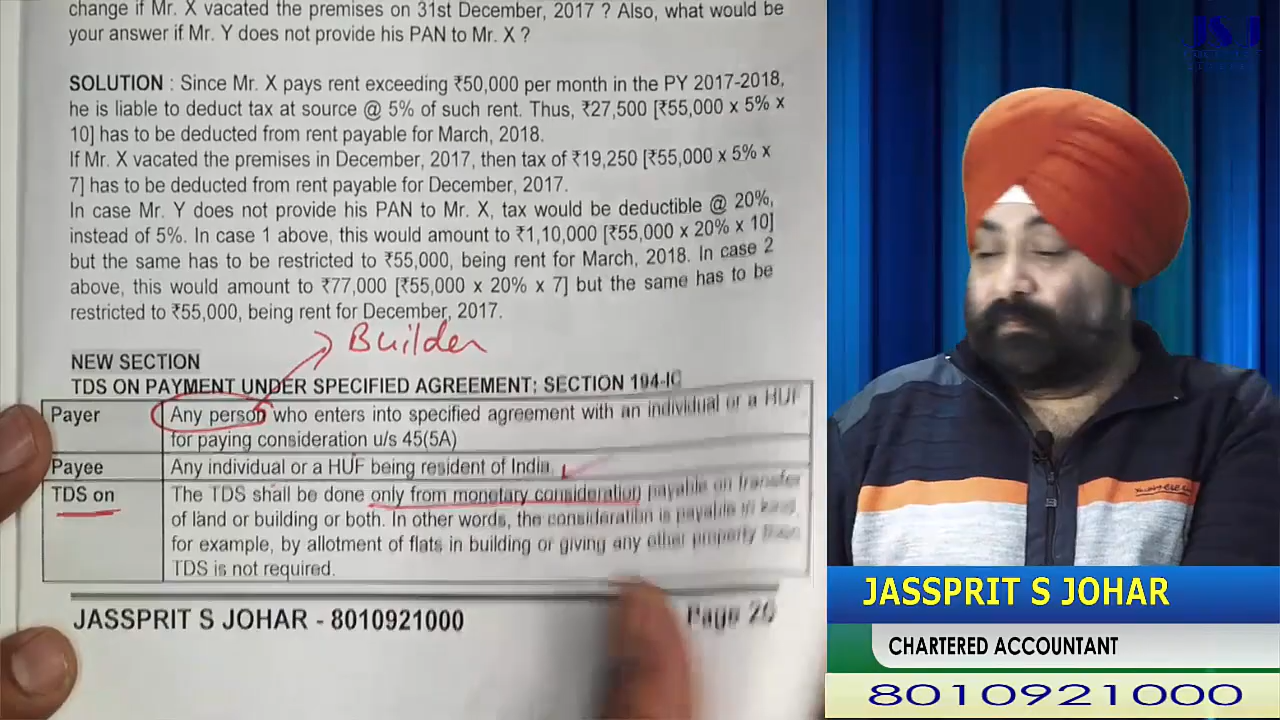 change if Mr. X vacated the premises on 31st December, 2017 ? Also, what would be
your answer if Mr. Y does not provide his PAN to Mr. X ?
SOLUTION : Since Mr. X pays rent exceeding ₹50,000 per month in the PY 2017-2018,
he is liable to deduct tax at source @ 5% of such rent. Thus, ₹27,500 [₹55,000 x 5% x
10] has to be deducted from rent payable for March, 2018.
If Mr. X vacated the premises in December, 2017, then tax of ₹19,250 [₹55,000 x 5% x
7] has to be deducted from rent payable for December, 2017.
In case Mr. Y does not provide his PAN to Mr. X, tax would be deductible @ 20%,
instead of 5%. In case 1 above, this would amount to ₹1,10,000 [₹55,000 x 20% x 10]
but the same has to be restricted to ₹55,000, being rent for March, 2018. In case 2
above, this would amount to ₹77,000 [₹55,000 x 20% x 7] but the same has to be
restricted to ₹55,000, being rent for December, 2017.
Builder
NEW SECTION
TDS ON PAYMENT UNDER SPECIFIED AGREEMENT: SECTION 194-IC
Payer Any person who enters into specified agreement with an individual or a HUF
for paying consideration u/s 45(5A)
Payee Any individual or a HUF being resident of India.
TDS on The TDS shall be done only from monetary consideration payable on transfer
of land or building or both. In other words, the consideration is payable in kind,
for example, by allotment of flats in building or giving any other property then
TDS is not required.
JASSPRIT S JOHAR - 8010921000 Page 26
JSJ
JASSPRIT S JOHAR
CHARTERED ACCOUNTANT
8010921000